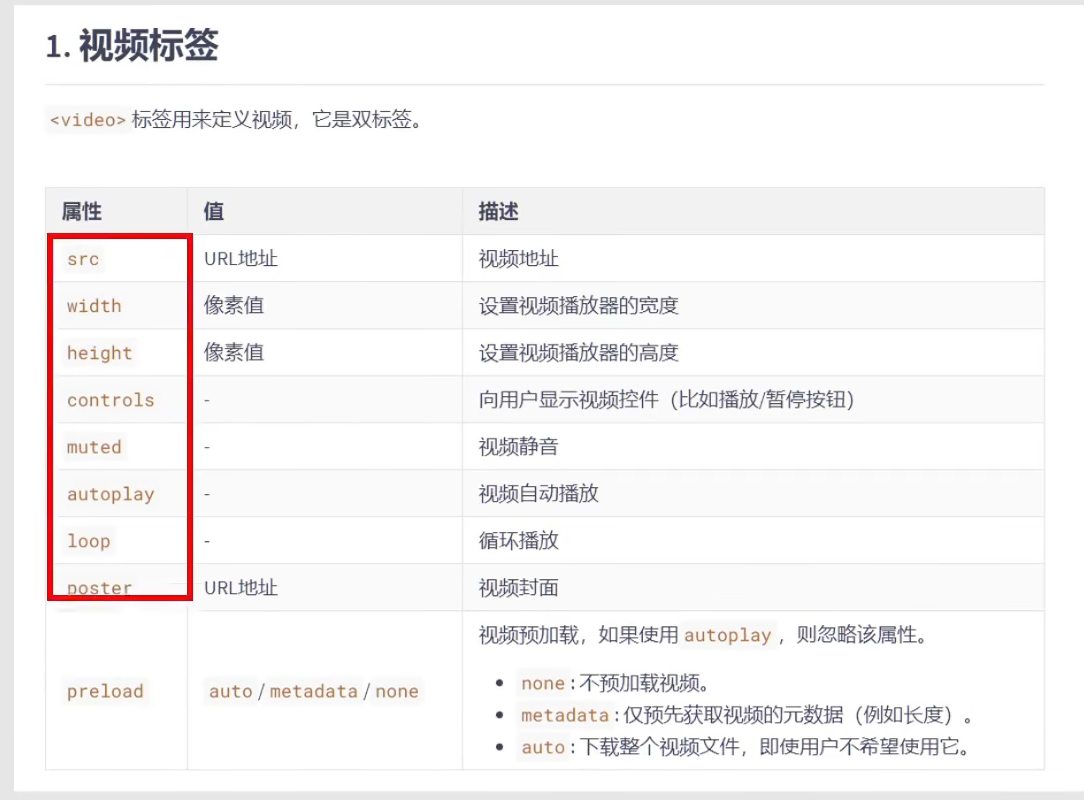 1. 视频标签
<video> 标签用来定义视频，它是双标签。
属性 值 描述
src URL地址 视频地址
width 像素值 设置视频播放器的宽度
height 像素值 设置视频播放器的高度
controls - 向用户显示视频控件（比如播放/暂停按钮）
muted - 视频静音
autoplay - 视频自动播放
loop - 循环播放
poster URL地址 视频封面
preload auto / metadata / none 视频预加载，如果使用 autoplay ，则忽略该属性。
• none : 不预加载视频。
• metadata : 仅预先获取视频的元数据（例如长度）。
• auto : 下载整个视频文件，即使用户不希望使用它。